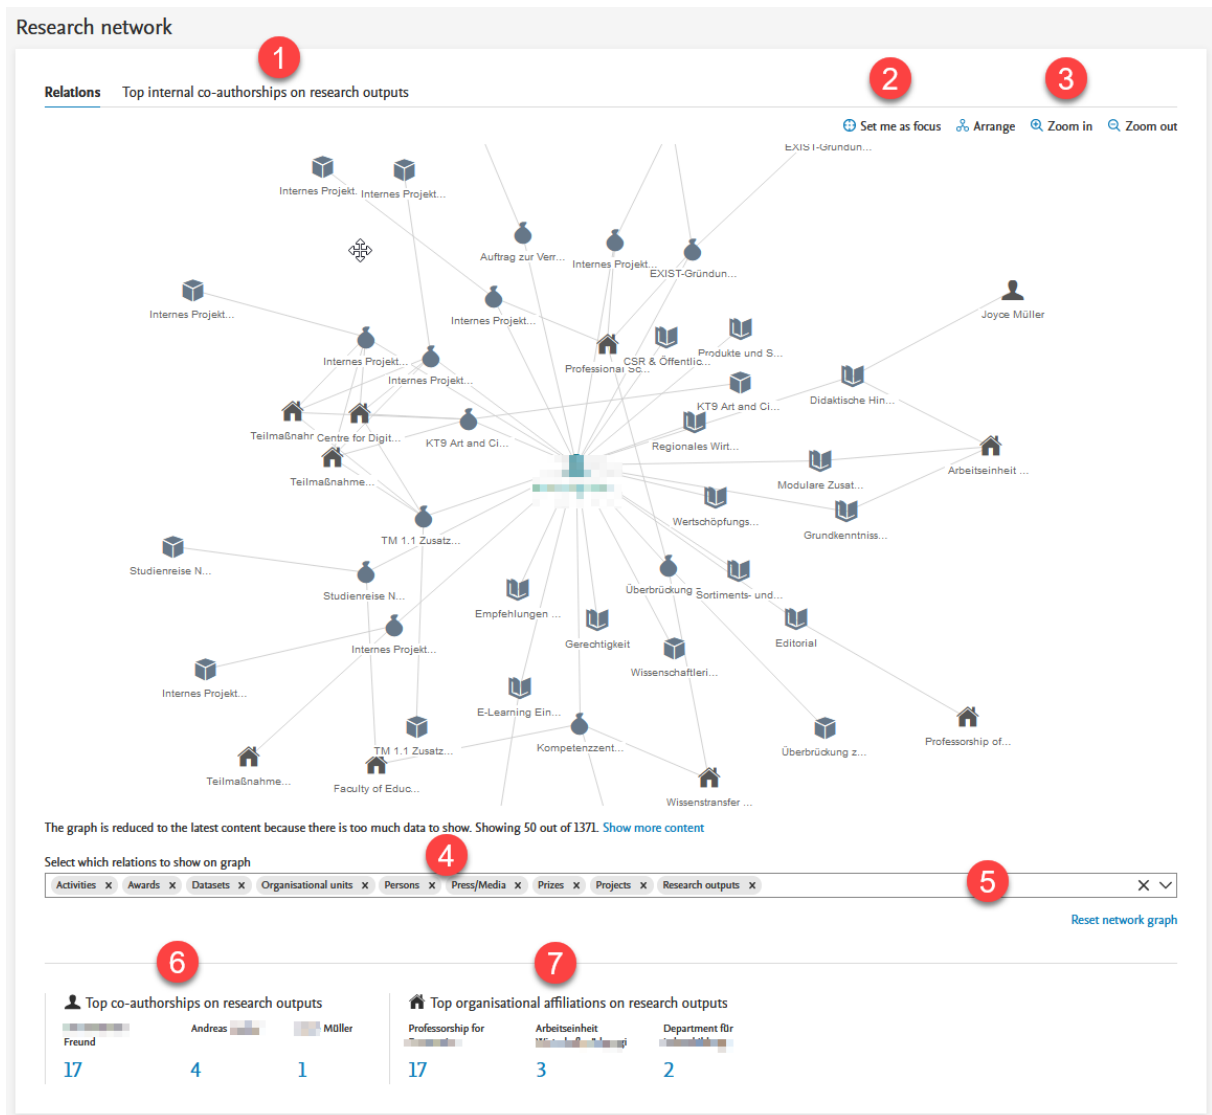 Research network
1
Relations Top internal co-authorships on research outputs
2
3
Set me as focus Arrange Zoom in Zoom out
EXIST-Gründun...
Internes Projekt... Internes Projekt...
Auftrag zur Verr...
Internes Projekt...
EXIST-Gründun...
Internes Projekt...
Internes Projekt...
Joyce Müller
Internes Projekt...
Professional Sc...
CSR & Öffentlic...
Produkte und S...
Internes Projekt...
Didaktische Hin...
KT9 Art and Ci...
Teilmaßnahr
Centre for Digit...
KT9 Art and Ci...
Regionales Wirt...
Teilmaßnahme...
Arbeitseinheit ...
Modulare Zusat...
Wertschöpfungs...
TM 1.1 Zusatz...
Grundkenntniss...
Studienreise N...
Studienreise N...
Überbrückung
Sortiments- und...
Empfehlungen ...
Gerechtigkeit
Editorial
Internes Projekt...
Wissenschaftleri...
Internes Projekt...
E-Learning Ein...
TM 1.1 Zusatz...
Kompetenzzent...
Überbrückung z...
Professorship of...
Teilmaßnahme...
Faculty of Educ...
Wissenstransfer ...
The graph is reduced to the latest content because there is too much data to show. Showing 50 out of 1371. Show more content
Select which relations to show on graph
4
Activities x Awards x Datasets x Organisational units x Persons x Press/Media x Prizes x Projects x Research outputs x
5
Reset network graph
6
7
Top co-authorships on research outputs
Freund
17
Andreas
4
Müller
1
Top organisational affiliations on research outputs
Professorship for
17
Arbeitseinheit
3
Department für
2